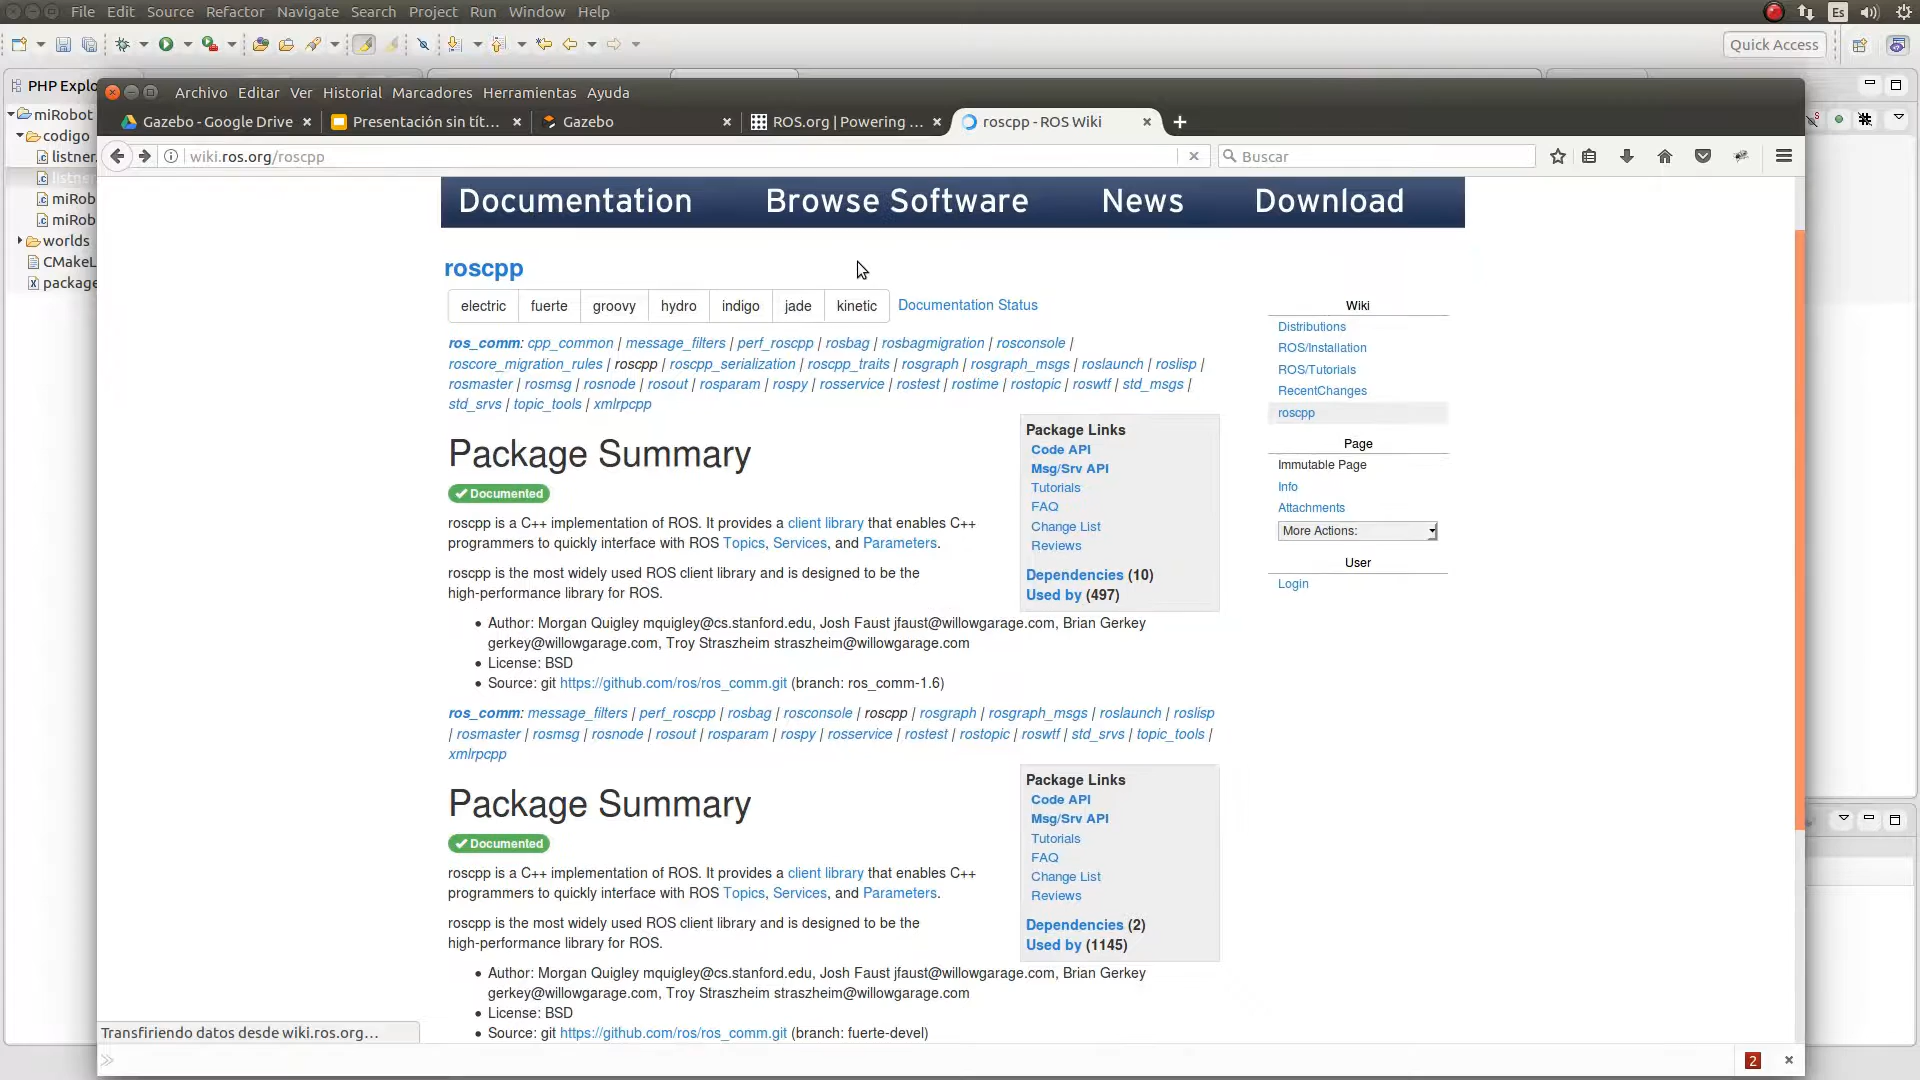 File Edit Source Refactor Navigate Search Project Run Window Help
Es
Quick Access
PHP Explo
miRobot
codigo
listner.
listner.
miRob
miRob
worlds
CMakeL
package
Archivo Editar Ver Historial Marcadores Herramientas Ayuda
Gazebo - Google Drive
Presentación sin tít...
Gazebo
ROS.org | Powering ...
roscpp - ROS Wiki
wiki.ros.org/roscpp
Buscar
Documentation Browse Software News Download
roscpp
electric fuerte groovy hydro indigo jade kinetic Documentation Status
ros_comm: cpp_common | message_filters | perf_roscpp | rosbag | rosbagmigration | rosconsole |
roscore_migration_rules | roscpp | roscpp_serialization | roscpp_traits | rosgraph | rosgraph_msgs | roslaunch | roslisp |
rosmaster | rosmsg | rosnode | rosout | rosparam | rospy | rosservice | rostest | rostime | rostopic | roswtf | std_msgs |
std_srvs | topic_tools | xmlrpcpp
Package Summary
Documented
roscpp is a C++ implementation of ROS. It provides a client library that enables C++
programmers to quickly interface with ROS Topics, Services, and Parameters.
roscpp is the most widely used ROS client library and is designed to be the
high-performance library for ROS.
Package Links
Code API
Msg/Srv API
Tutorials
FAQ
Change List
Reviews
Dependencies (10)
Used by (497)
• Author: Morgan Quigley mquigley@cs.stanford.edu, Josh Faust jfaust@willowgarage.com, Brian Gerkey
gerkey@willowgarage.com, Troy Straszheim straszheim@willowgarage.com
• License: BSD
• Source: git https://github.com/ros/ros_comm.git (branch: ros_comm-1.6)
ros_comm: message_filters | perf_roscpp | rosbag | rosconsole | roscpp | rosgraph | rosgraph_msgs | roslaunch | roslisp
| rosmaster | rosmsg | rosnode | rosout | rosparam | rospy | rosservice | rostest | rostopic | roswtf | std_srvs | topic_tools |
xmlrpcpp
Package Summary
Documented
roscpp is a C++ implementation of ROS. It provides a client library that enables C++
programmers to quickly interface with ROS Topics, Services, and Parameters.
roscpp is the most widely used ROS client library and is designed to be the
high-performance library for ROS.
Package Links
Code API
Msg/Srv API
Tutorials
FAQ
Change List
Reviews
Dependencies (2)
Used by (1145)
• Author: Morgan Quigley mquigley@cs.stanford.edu, Josh Faust jfaust@willowgarage.com, Brian Gerkey
gerkey@willowgarage.com, Troy Straszheim straszheim@willowgarage.com
• License: BSD
• Source: git https://github.com/ros/ros_comm.git (branch: fuerte-devel)
Wiki
Distributions
ROS/Installation
ROS/Tutorials
RecentChanges
roscpp
Page
Immutable Page
Info
Attachments
More Actions:
User
Login
Transfiriendo datos desde wiki.ros.org...
2